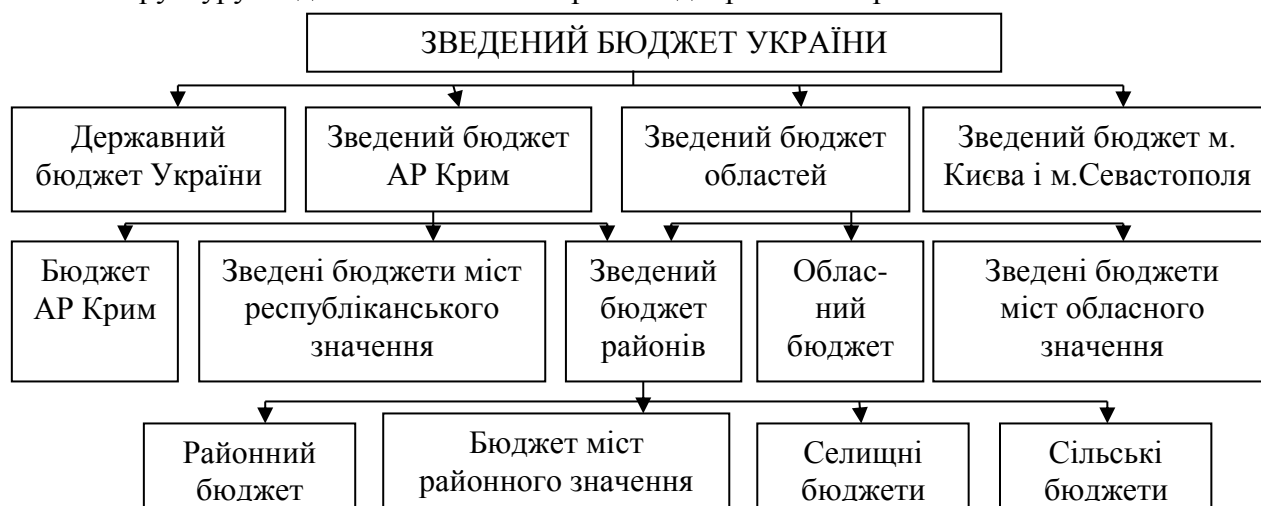 ЗВЕДЕНИЙ БЮДЖЕТ УКРАЇНИ
Державний
бюджет України
Зведений бюджет
АР Крим
Зведений бюджет
областей
Зведений бюджет м.
Києва і м.Севастополя
Бюджет
АР Крим
Зведені бюджети міст
республіканського
значення
Зведений
бюджет
районів
Облас-
ний
бюджет
Зведені бюджети
міст обласного
значення
Районний
бюджет
Бюджет міст
районного значення
Селищні
бюджети
Сільські
бюджети